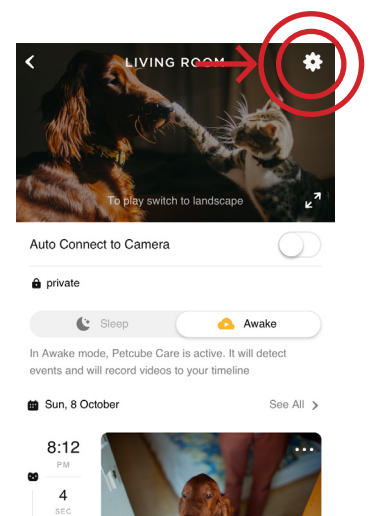 LIVING ROOM
To play switch to landscape
Auto Connect to Camera
private
Sleep
Awake
In Awake mode, Petcube Care is active. It will detect
events and will record videos to your timeline
Sun, 8 October
See All
8:12
PM
4
SEC